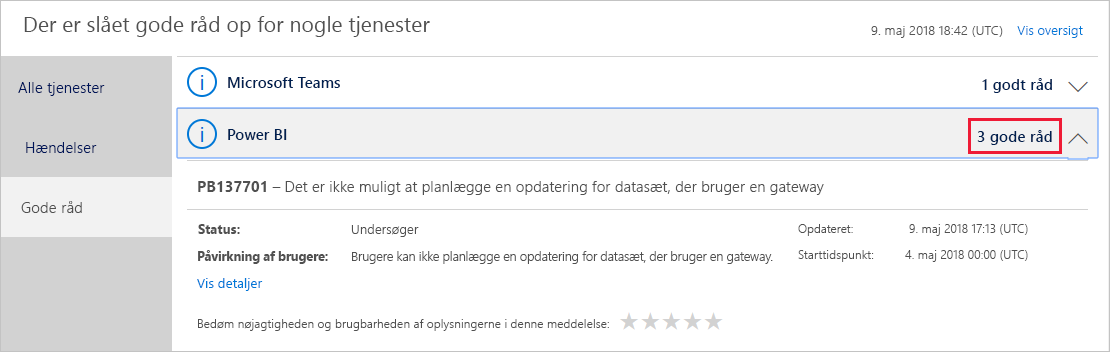 Der er slået gode råd op for nogle tjenester
9. maj 2018 18:42 (UTC) Vis oversigt
Alle tjenester
Hændelser
Gode råd
Microsoft Teams 1 godt råd
Power BI 3 gode råd
PB137701 – Det er ikke muligt at planlægge en opdatering for datasæt, der bruger en gateway
Status: Undersøger Opdateret: 9. maj 2018 17:13 (UTC)
Påvirkning af brugere: Brugere kan ikke planlægge en opdatering for datasæt, der bruger en gateway. Starttidspunkt: 4. maj 2018 00:00 (UTC)
Vis detaljer
Bedøm nøjagtigheden og brugbarheden af oplysningerne i denne meddelelse: